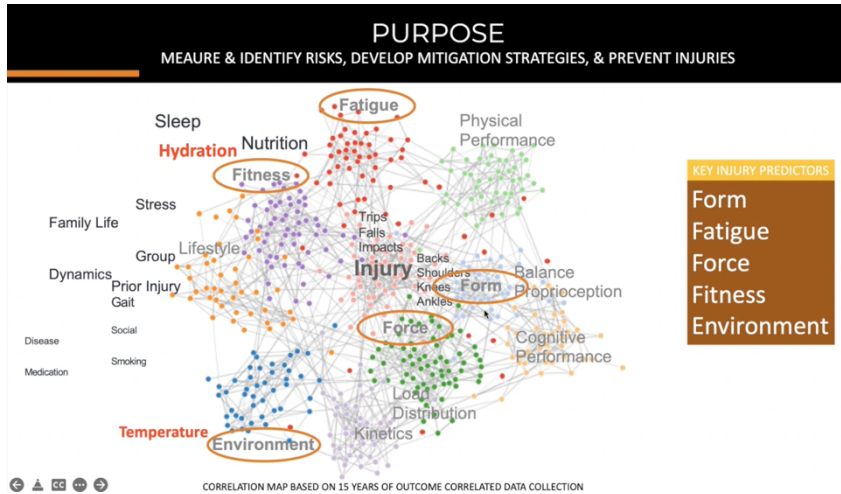 PURPOSE
MEAURE & IDENTIFY RISKS, DEVELOP MITIGATION STRATEGIES, & PREVENT INJURIES
Fatigue
Sleep
Physical
Performance
Hydration
Nutrition
Fitness
KEY INJURY PREDICTORS
Form
Fatigue
Force
Fitness
Environment
Stress
Family Life
Trips
Falls
Impacts
Lifestyle
Group
Injury
Backs
Shoulders
Knees
Ankles
Form
Balance
Proprioception
Dynamics
Prior Injury
Gait
Force
Social
Disease
Cognitive
Performance
Smoking
Medication
Load
Distribution
Temperature
Kinetics
Environment
CC
CORRELATION MAP BASED ON 15 YEARS OF OUTCOME CORRELATED DATA COLLECTION